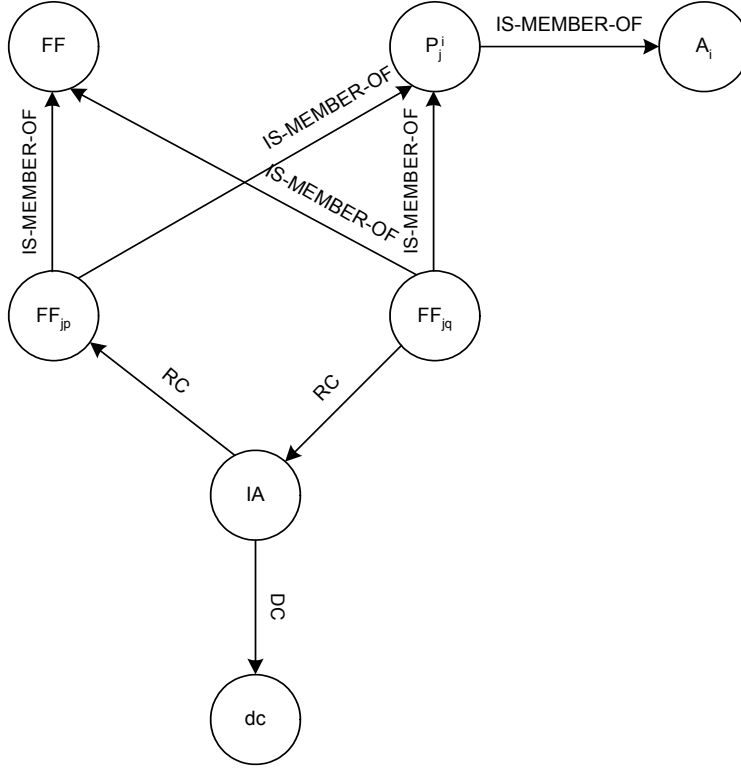 FF
P_j^i
IS-MEMBER-OF
A_i
IS-MEMBER-OF
IS-MEMBER-OF
IS-MEMBER-OF
IS-MEMBER-OF
FF_jp
FF_jq
RC
RC
IA
DC
dc